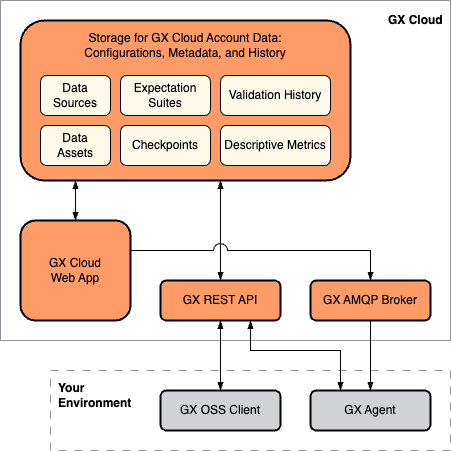 GX Cloud
Storage for GX Cloud Account Data:
Configurations, Metadata, and History
Data
Sources
Expectation
Suites
Validation History
Data
Assets
Checkpoints
Descriptive Metrics
GX Cloud
Web App
GX REST API
GX AMQP Broker
Your
Environment
GX OSS Client
GX Agent